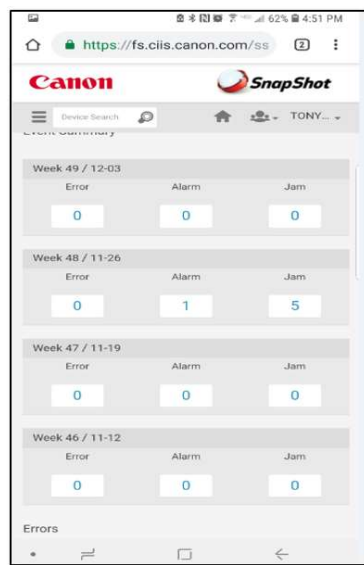 62% 4:51 PM
https://fs.ciis.canon.com/ss 2
Canon SnapShot
Device Search TONY...
Event Summary
Week 49 / 12-03
Error Alarm Jam
0 0 0
Week 48 / 11-26
Error Alarm Jam
0 1 5
Week 47 / 11-19
Error Alarm Jam
0 0 0
Week 46 / 11-12
Error Alarm Jam
0 0 0
Errors